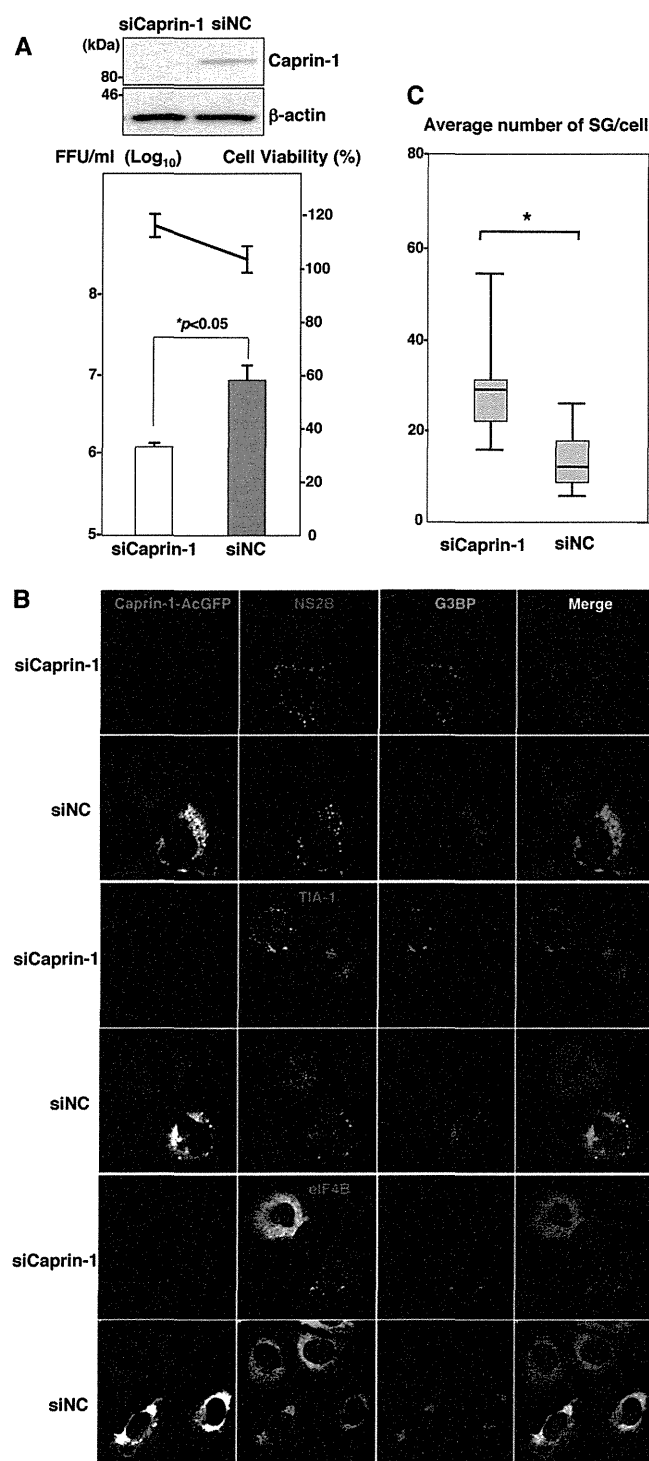 A
siCaprin-1 siNC
(kDa)
80
Caprin-1
46
β-actin
FFU/ml (Log10)
Cell Viability (%)
8
7
6
5
120
100
80
60
40
20
0
*p<0.05
siCaprin-1
siNC
C
Average number of SG/cell
80
60
40
20
0
*
siCaprin-1
siNC
B
Caprin-1-AcGFP NS2B G3BP Merge
siCaprin-1
siNC
TIA-1
siCaprin-1
siNC
eIF4B
siCaprin-1
siNC